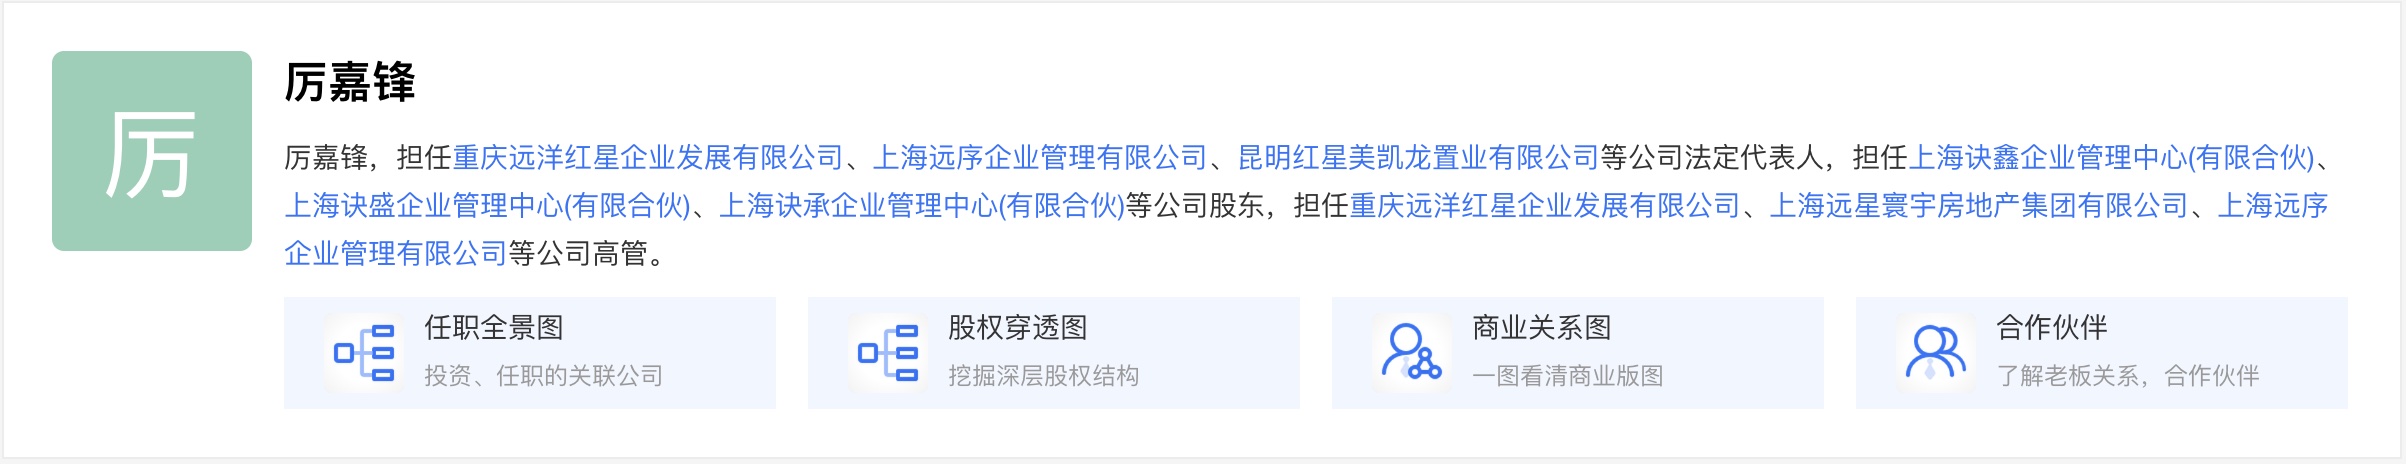 厉
厉嘉锋
厉嘉锋，担任重庆远洋红星企业发展有限公司、上海远序企业管理有限公司、昆明红星美凯龙置业有限公司等公司法定代表人，担任上海诀鑫企业管理中心(有限合伙)、
上海诀盛企业管理中心(有限合伙)、上海诀承企业管理中心(有限合伙)等公司股东，担任重庆远洋红星企业发展有限公司、上海远星寰宇房地产集团有限公司、上海远序
企业管理有限公司等公司高管。
任职全景图
投资、任职的关联公司
股权穿透图
挖掘深层股权结构
商业关系图
一图看清商业版图
合作伙伴
了解老板关系，合作伙伴